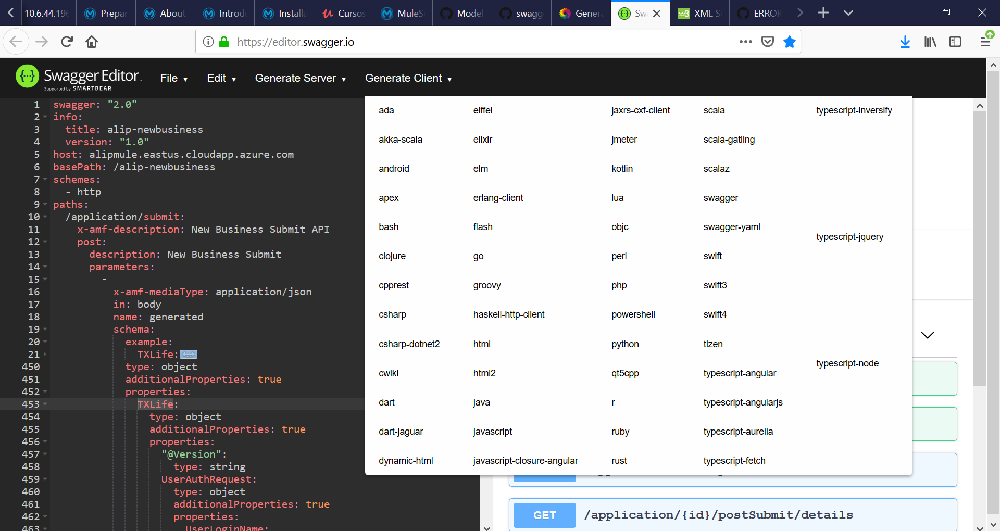 10.6.44.196
Prepar
About
Introdu
Installa
Cursos
MuleS
Model
swagg
Genera
Sw
XML S
ERROR
https://editor.swagger.io
Swagger Editor
Supported by SMARTBEAR
File
Edit
Generate Server
Generate Client
1 swagger: "2.0"
2 info:
3 title: alip-newbusiness
4 version: "1.0"
5 host: alipmule.eastus.cloudapp.azure.com
6 basePath: /alip-newbusiness
7 schemes:
8 - http
9 paths:
10 /application/submit:
11 x-amf-description: New Business Submit API
12 post:
13 description: New Business Submit
14 parameters:
15 -
16 x-amf-mediaType: application/json
17 in: body
18 name: generated
19 schema:
20 example:
21 TXLife:
450 type: object
451 additionalProperties: true
452 properties:
453 TXLife:
454 type: object
455 additionalProperties: true
456 properties:
457 "@Version":
458 type: string
459 UserAuthRequest:
460 type: object
461 additionalProperties: true
462 properties:
463 UserLoginName:
ada
akka-scala
android
apex
bash
clojure
cpprest
csharp
csharp-dotnet2
cwiki
dart
dart-jaguar
dynamic-html
eiffel
elixir
elm
erlang-client
flash
go
groovy
haskell-http-client
html
html2
java
javascript
javascript-closure-angular
jaxrs-cxf-client
jmeter
kotlin
lua
objc
perl
php
powershell
python
qt5cpp
r
ruby
rust
scala
scala-gatling
scalaz
swagger
swagger-yaml
swift
swift3
swift4
tizen
typescript-angular
typescript-angularjs
typescript-aurelia
typescript-fetch
typescript-inversify
typescript-jquery
typescript-node
GET /application/{id}/postSubmit/details